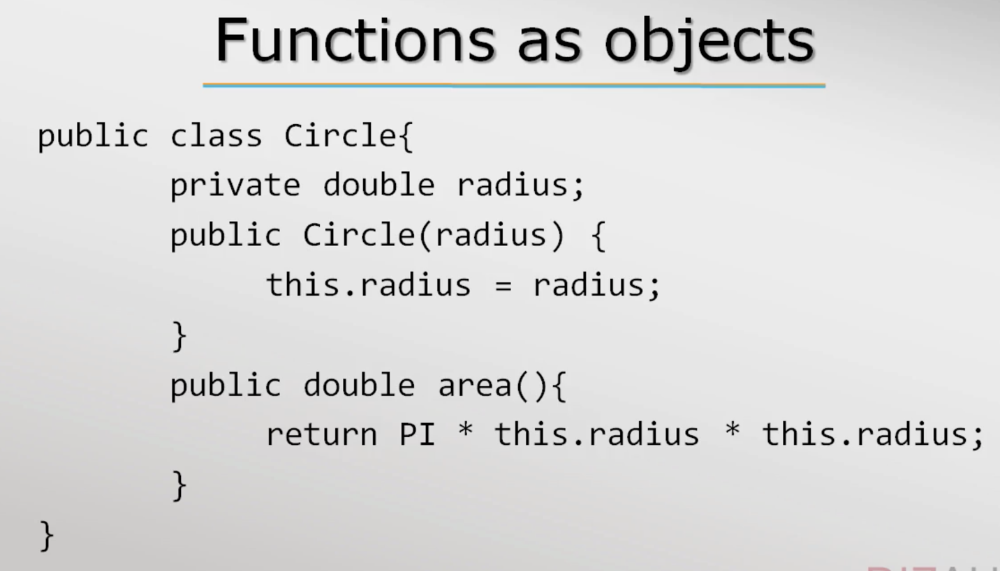 Functions as objects
public class Circle{
private double radius;
public Circle(radius) {
this.radius = radius;
}
public double area(){
return PI * this.radius * this.radius;
}
}